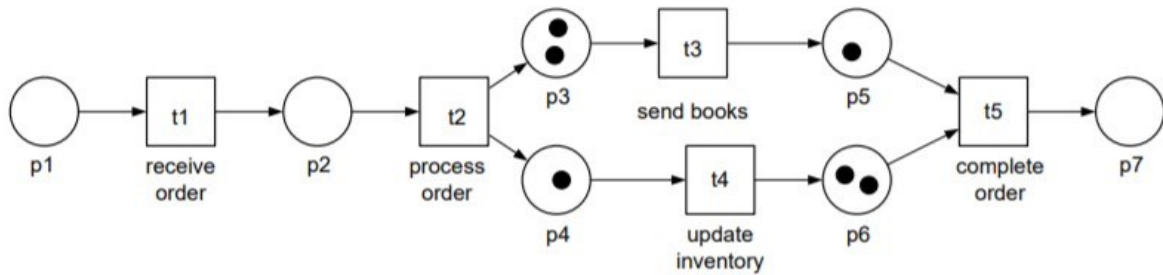 t3
p3
p5
send books
t1
t2
t5
p1
receive
order
p2
process
order
complete
order
p7
t4
p4
update
inventory
p6